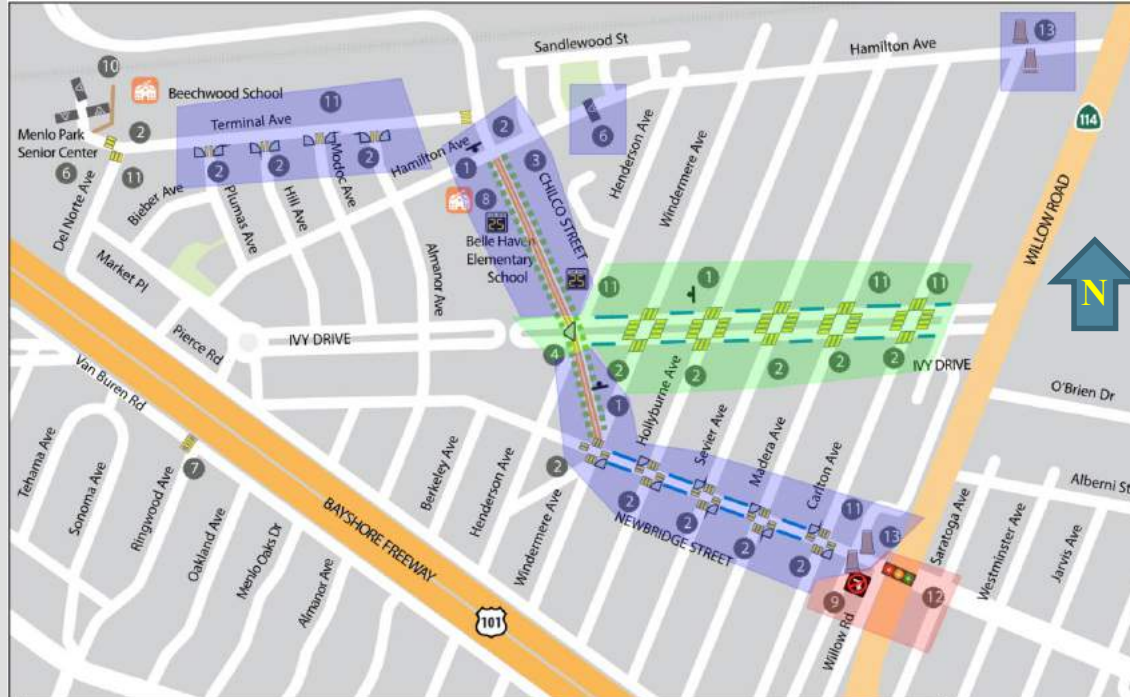 13
Sandlewood St
Hamilton Ave
10
Beechwood School
11
114
2
Terminal Ave
2
6
Menlo Park
Senior Center
Modoc Ave
Hamilton Ave
3
Henderson Ave
Windermere Ave
WILLOW ROAD
6
11
2
2
2
2
1
CHILCO STREET
Bieber Ave
Plumas Ave
Hill Ave
8
25
Del Norte Ave
Belle Haven
Elementary
School
25
Almanor Ave
N
Market Pl
11
1
11
11
Pierce Rd
IVY DRIVE
4
2
2
2
2
2
IVY DRIVE
Van Buren Rd
1
O'Brien Dr
Hollyburne Ave
Sevier Ave
Madera Ave
Carlton Ave
Tehama Ave
Sonoma Ave
Ringwood Ave
7
Berkeley Ave
Henderson Ave
2
Alberni St
BAYSHORE FREEWAY
Oakland Ave
Menlo Oaks Dr
Windermere Ave
2
2
2
2
11
NEWBRIDGE STREET
13
Saratoga Ave
Westminster Ave
Jarvis Ave
Almanor Ave
9
12
101
Willow Rd